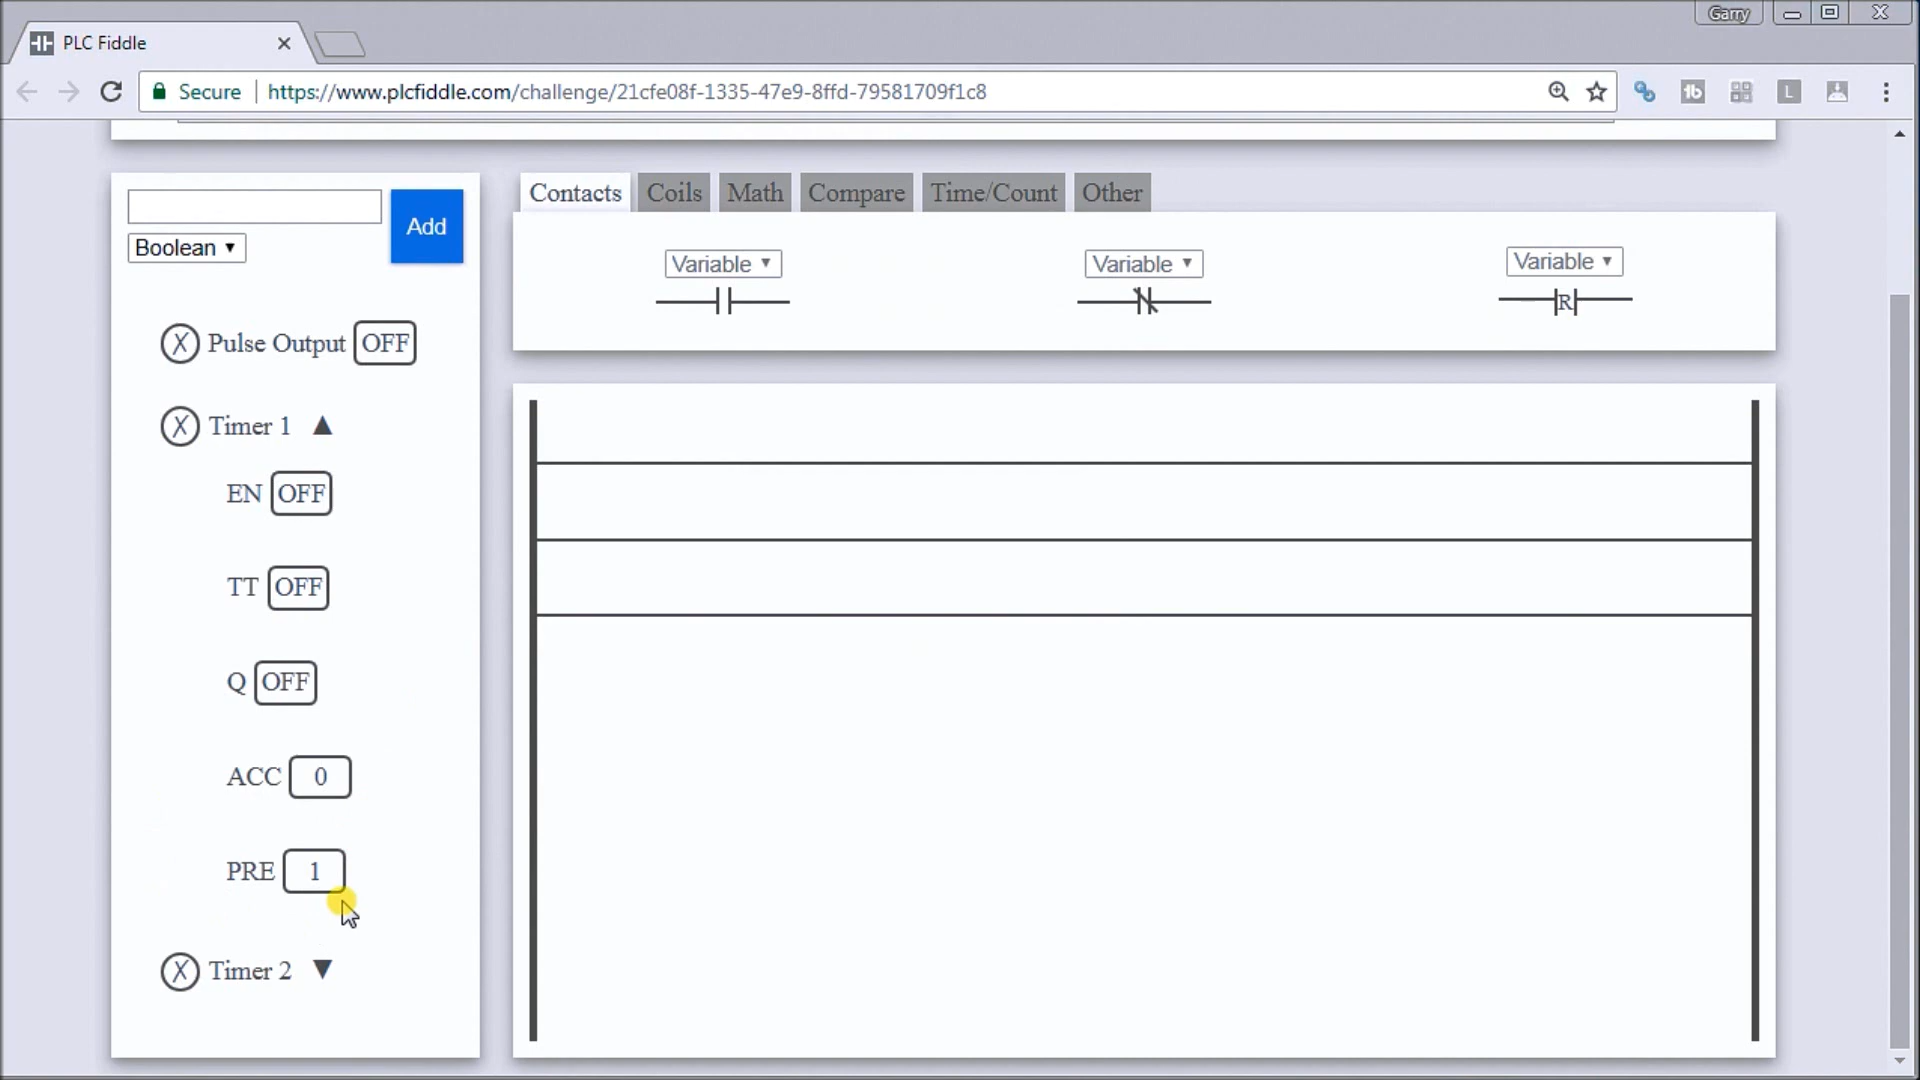 Garry
PLC Fiddle
Secure https://www.plcfiddle.com/challenge/21cfe08f-1335-47e9-8ffd-79581709f1c8
Contacts Coils Math Compare Time/Count Other
Add
Boolean
Variable Variable Variable
R
X Pulse Output OFF
X Timer 1
EN OFF
TT OFF
Q OFF
ACC 0
PRE 1
X Timer 2